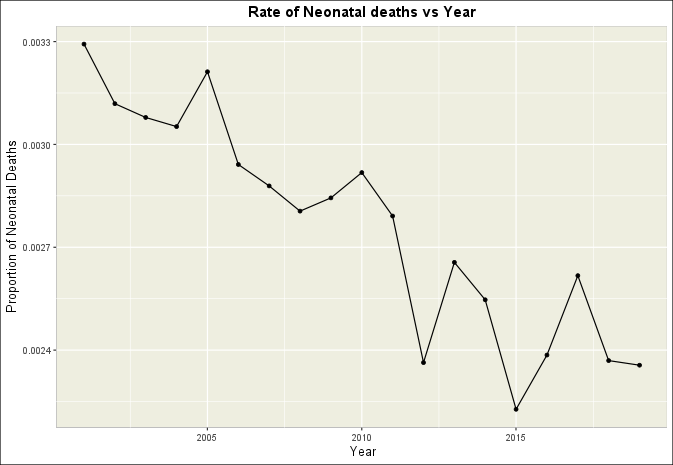 Rate of Neonatal deaths vs Year
0.0033
0.0030
0.0027
0.0024
Proportion of Neonatal Deaths
2005 2010 2015
Year